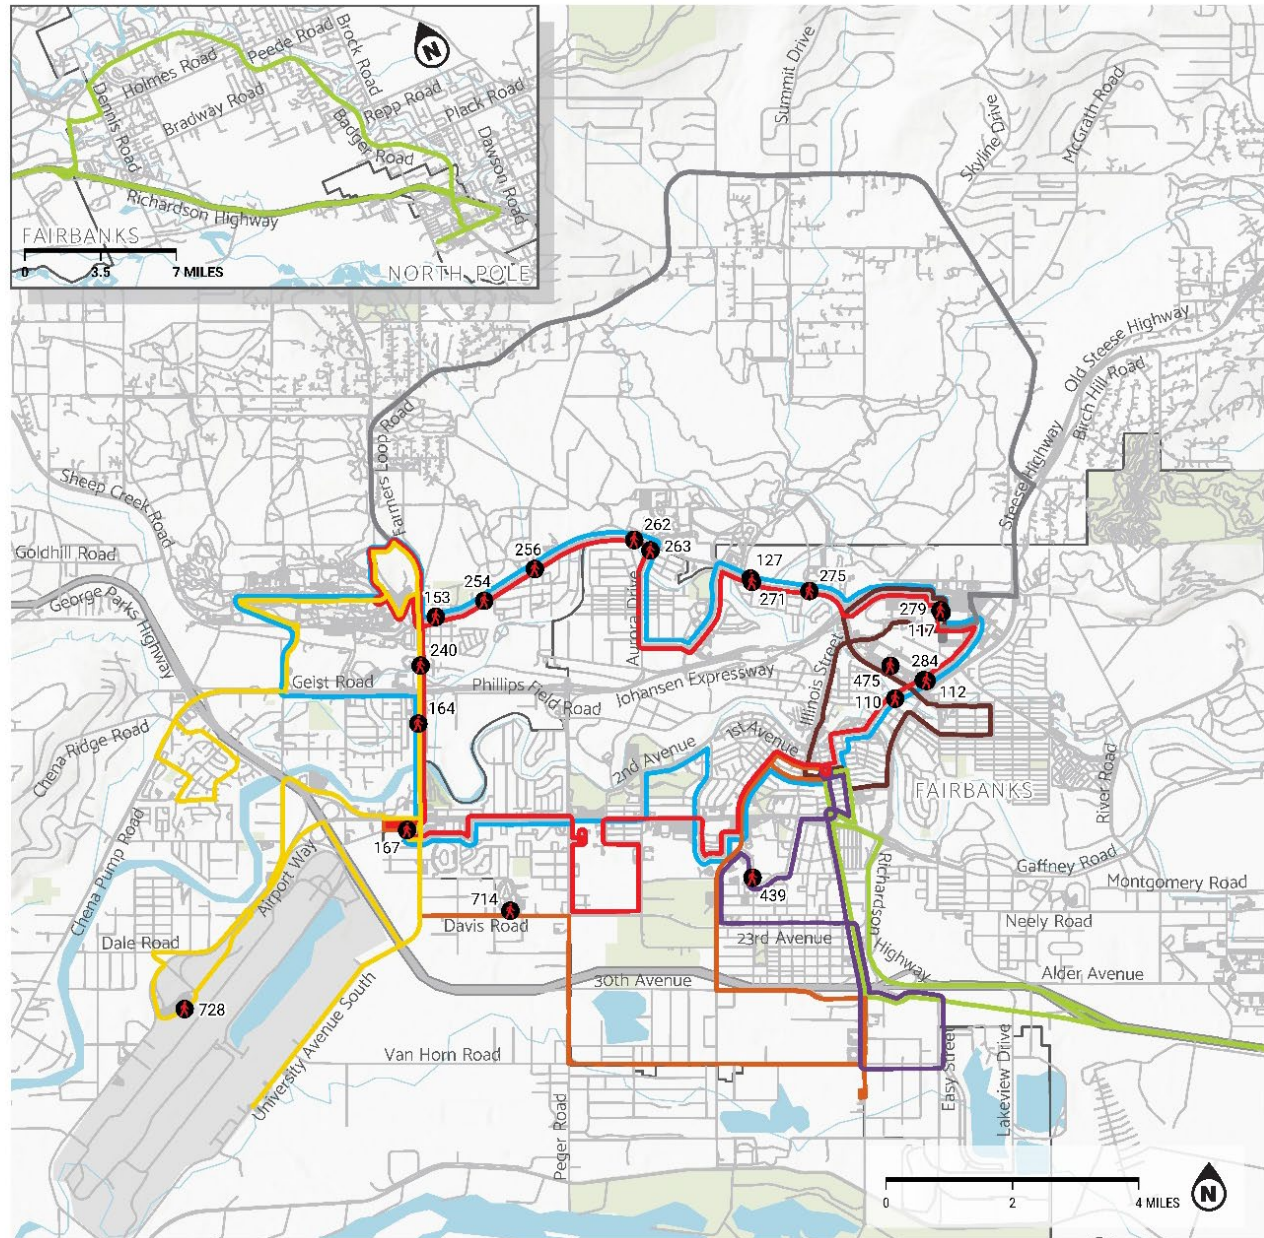 Holmes Road
Peede Road
Brock Road
N
Dennis Road
Bradway Road
Repp Road
Plack Road
Badger Road
Dawson Road
Richardson Highway
FAIRBANKS
0 3.5 7 MILES
NORTH POLE
Summit Drive
Skyline Drive
McGrath Road
Old Steese Highway
Birch Hill Road
Steese Highway
Farmers Loop Road
Sheep Creek Road
Goldhill Road
George Parks Highway
262
263
256
254
153
127
271
275
279
117
240
284
475
112
110
164
Aurora Drive
Geist Road
Phillips Field Road
Johansen Expressway
Illinois Street
Chena Ridge Road
2nd Avenue
1st Avenue
FAIRBANKS
River Road
Chena Pump Road
167
Airport Way
Richardson
Highway
Gaffney Road
Montgomery Road
714
439
Davis Road
Neely Road
Dale Road
23rd Avenue
30th Avenue
Alder Avenue
728
University Avenue South
Van Horn Road
Easy Street
Lakeview Drive
Peger Road
0 2 4 MILES
N